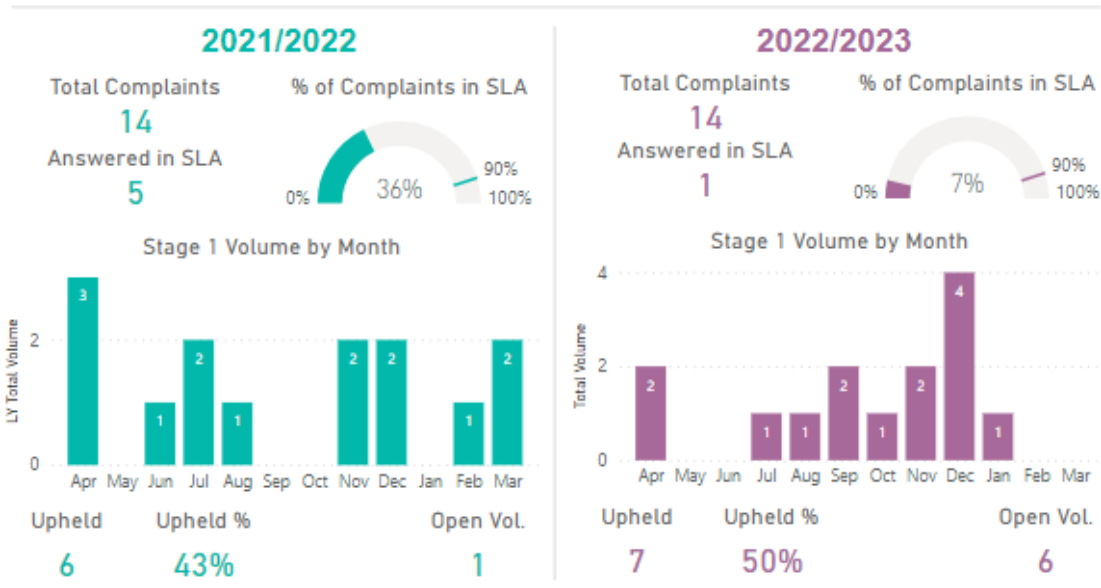 2021/2022
Total Complaints
14
Answered in SLA
5
% of Complaints in SLA
0%
36%
90%
100%
Stage 1 Volume by Month
LY Total Volume
2
0
3
1
2
1
2
2
1
2
Apr May Jun Jul Aug Sep Oct Nov Dec Jan Feb Mar
Upheld
6
Upheld %
43%
Open Vol.
1
2022/2023
Total Complaints
14
Answered in SLA
1
% of Complaints in SLA
0%
7%
90%
100%
Stage 1 Volume by Month
Total Volume
4
2
0
2
1
1
2
1
2
4
1
Apr May Jun Jul Aug Sep Oct Nov Dec Jan Feb Mar
Upheld
7
Upheld %
50%
Open Vol.
6